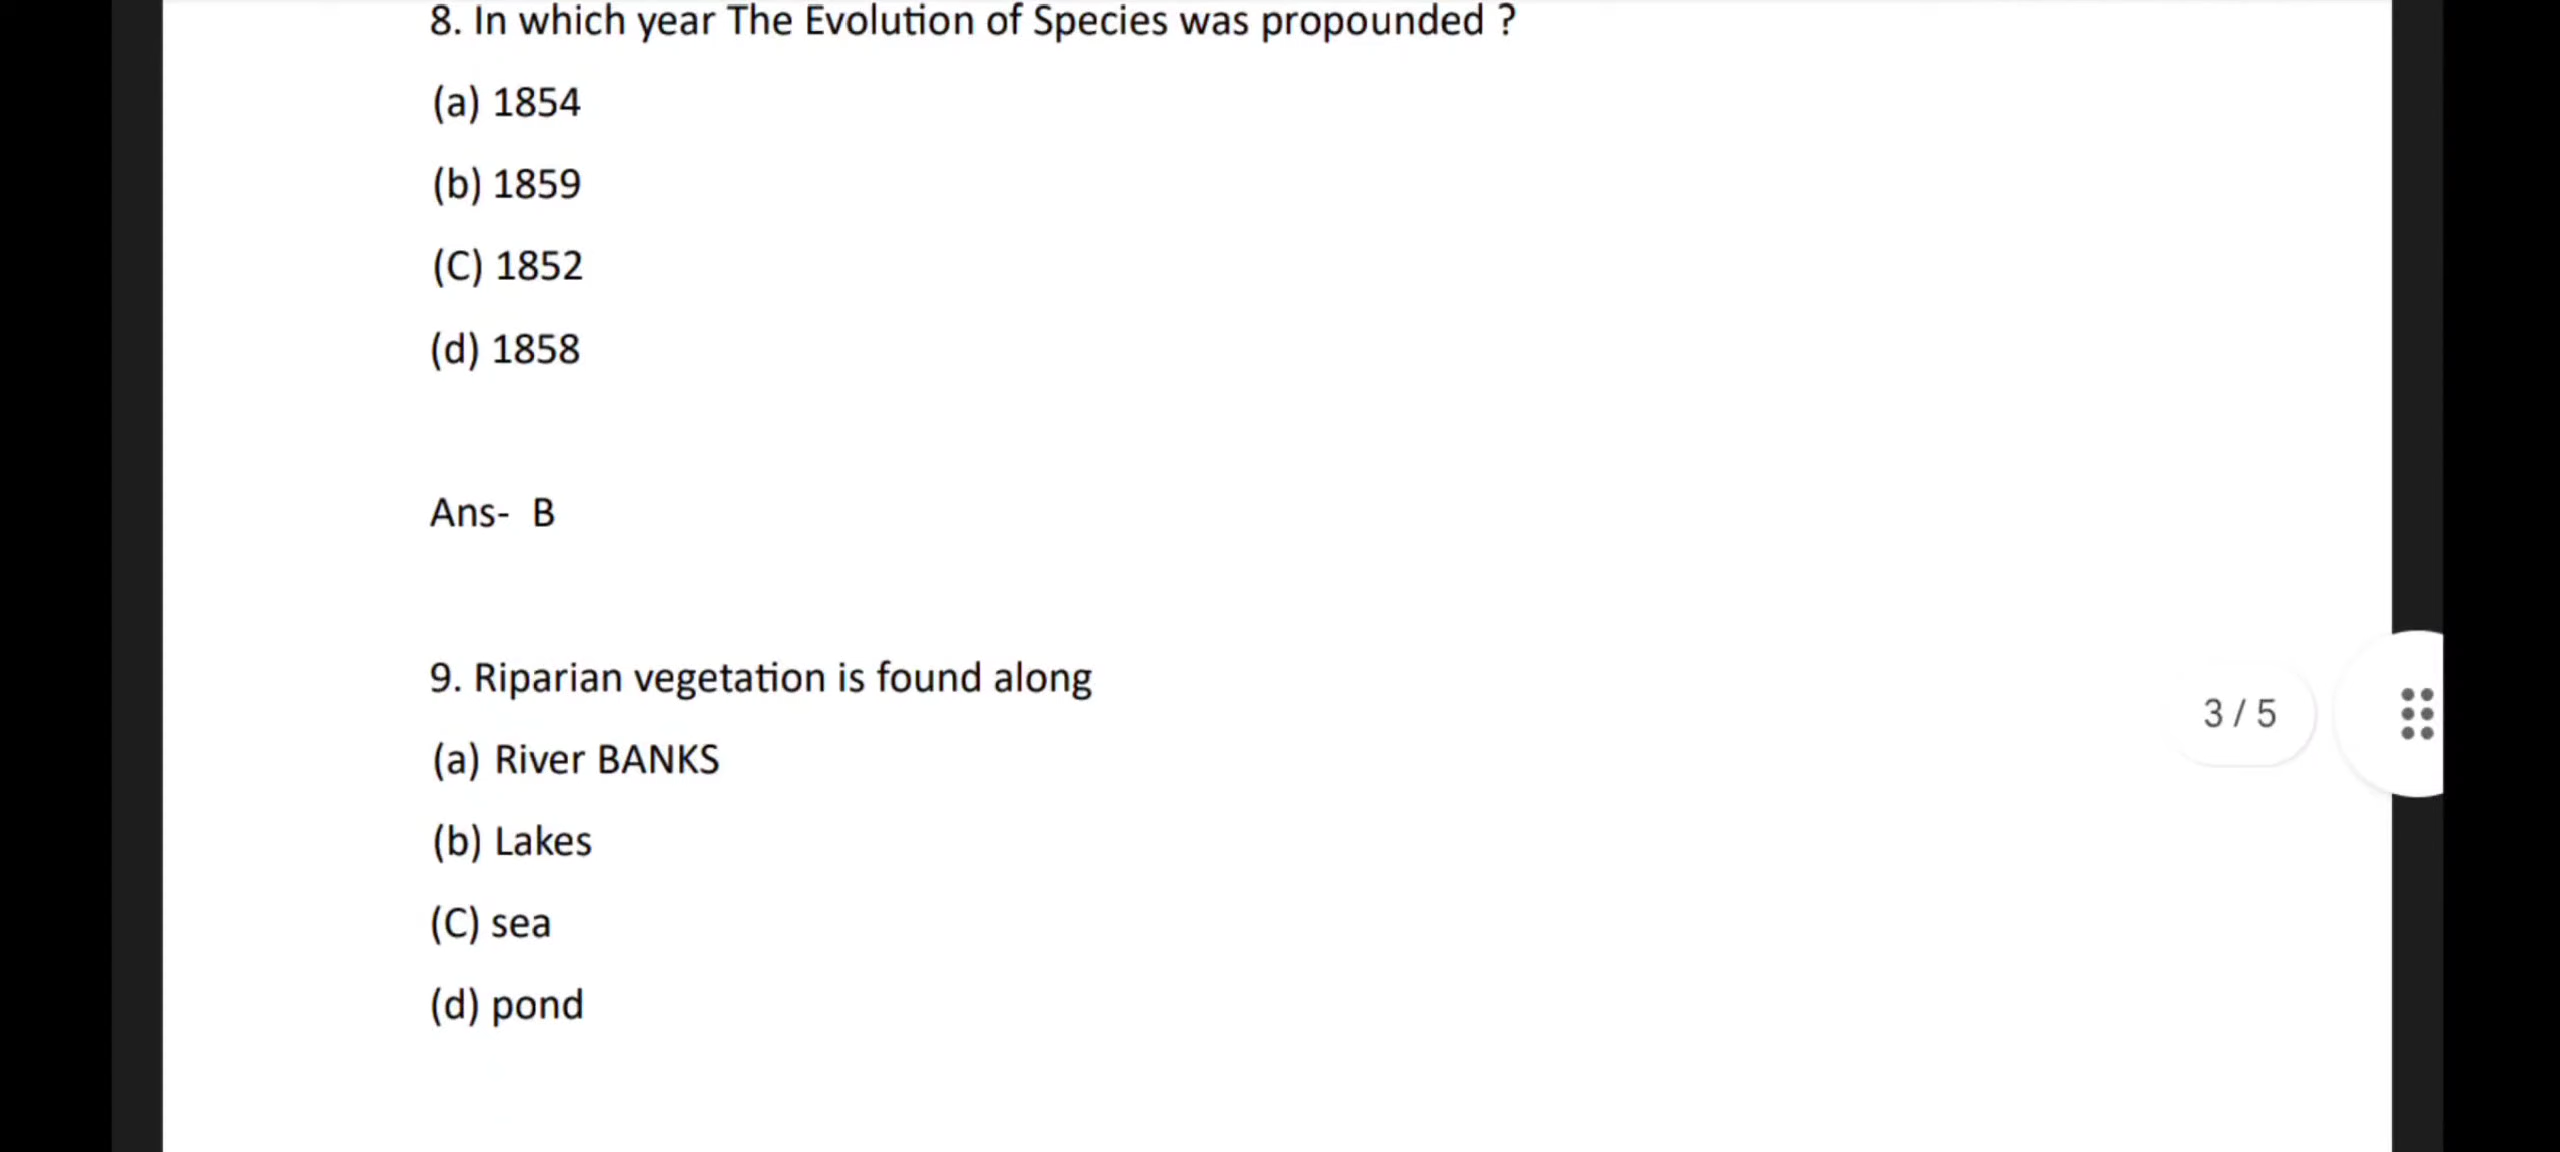 8. In which year The Evolution of Species was propounded ?
(a) 1854
(b) 1859
(C) 1852
(d) 1858
Ans- B
9. Riparian vegetation is found along
(a) River BANKS
(b) Lakes
(C) sea
(d) pond
3 / 5